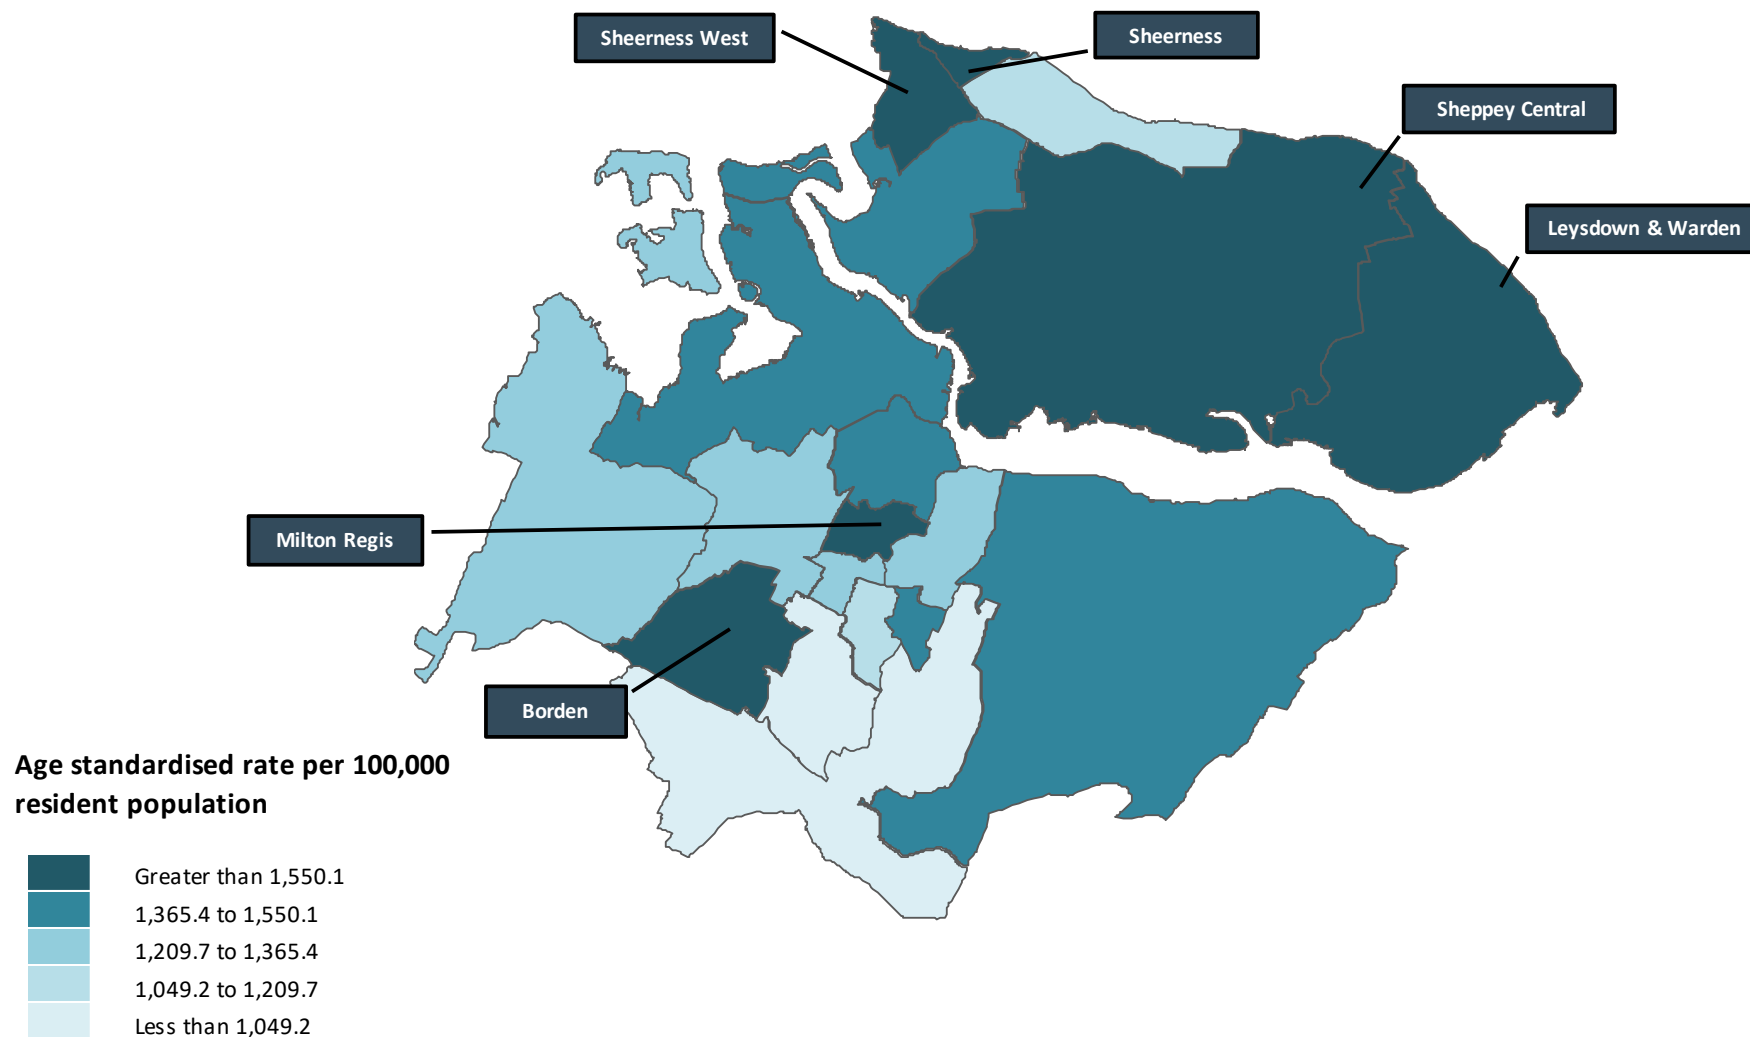 Sheerness West
Sheerness
Sheppey Central
Leysdown & Warden
Milton Regis
Borden
Age standardised rate per 100,000
resident population
Greater than 1,550.1
1,365.4 to 1,550.1
1,209.7 to 1,365.4
1,049.2 to 1,209.7
Less than 1,049.2